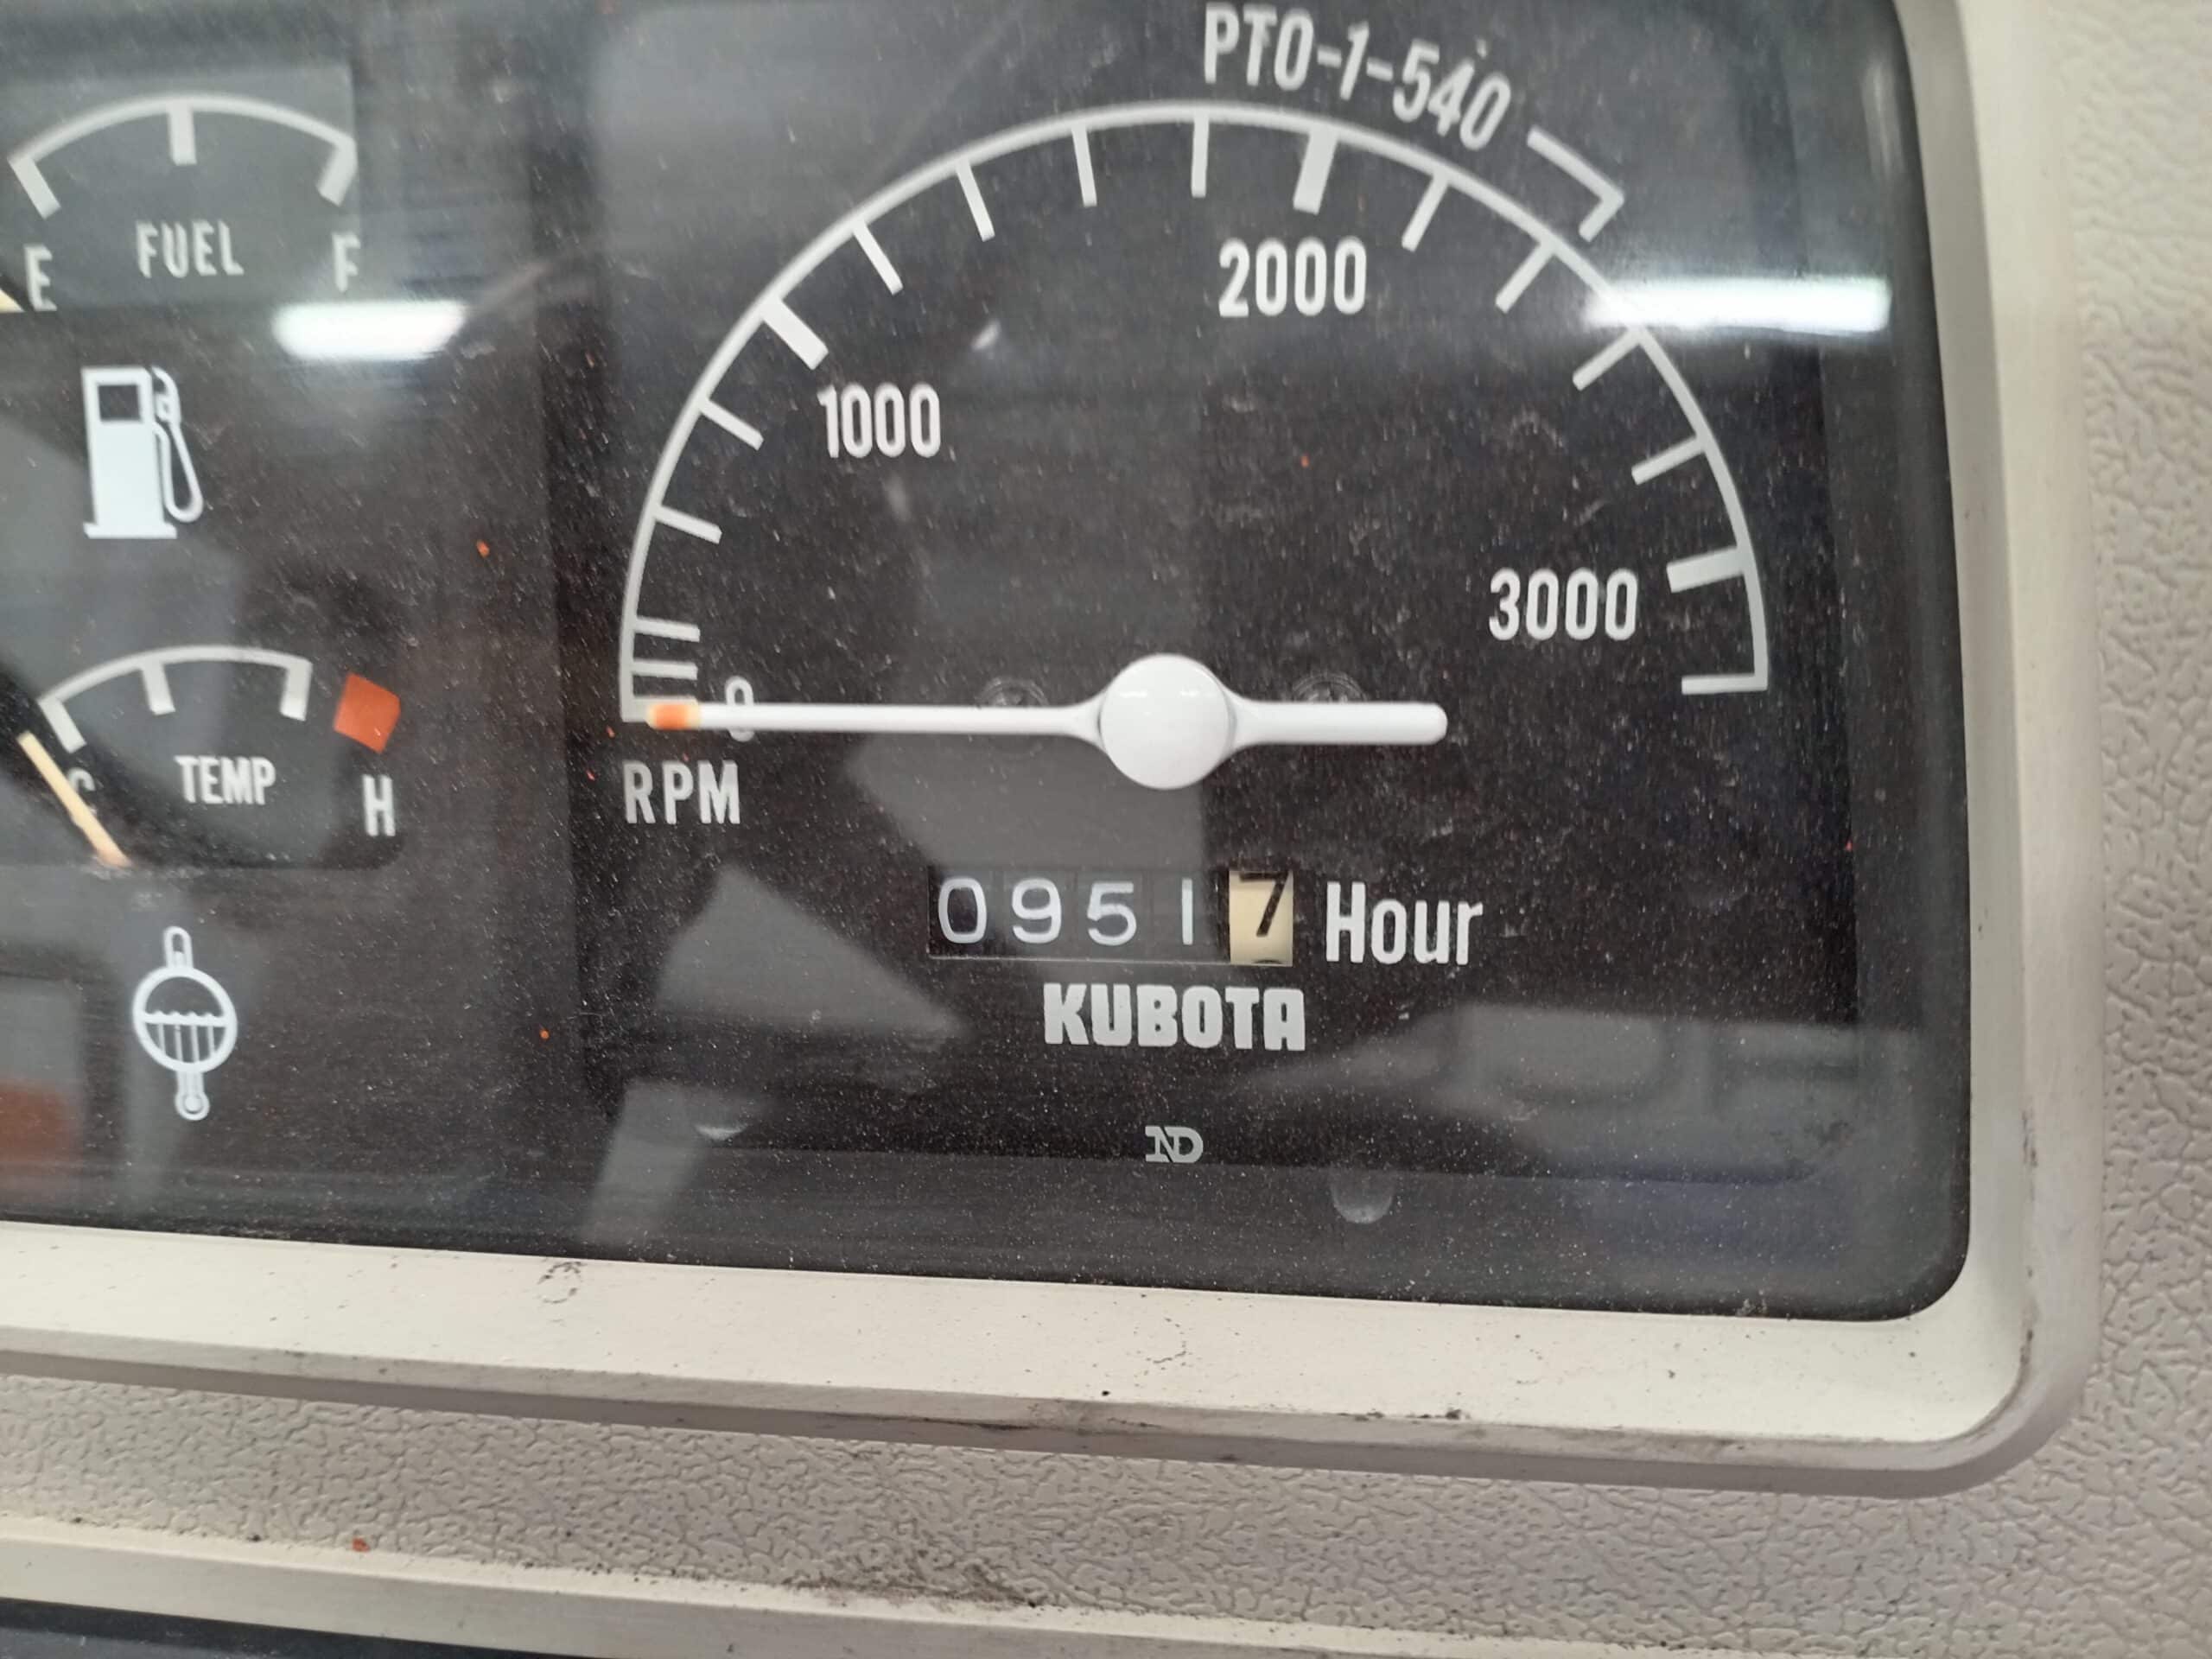 PTO-1-540
E FUEL F
2000
1000
3000
0
RPM
C TEMP H
09517 Hour
KUBOTA
ND